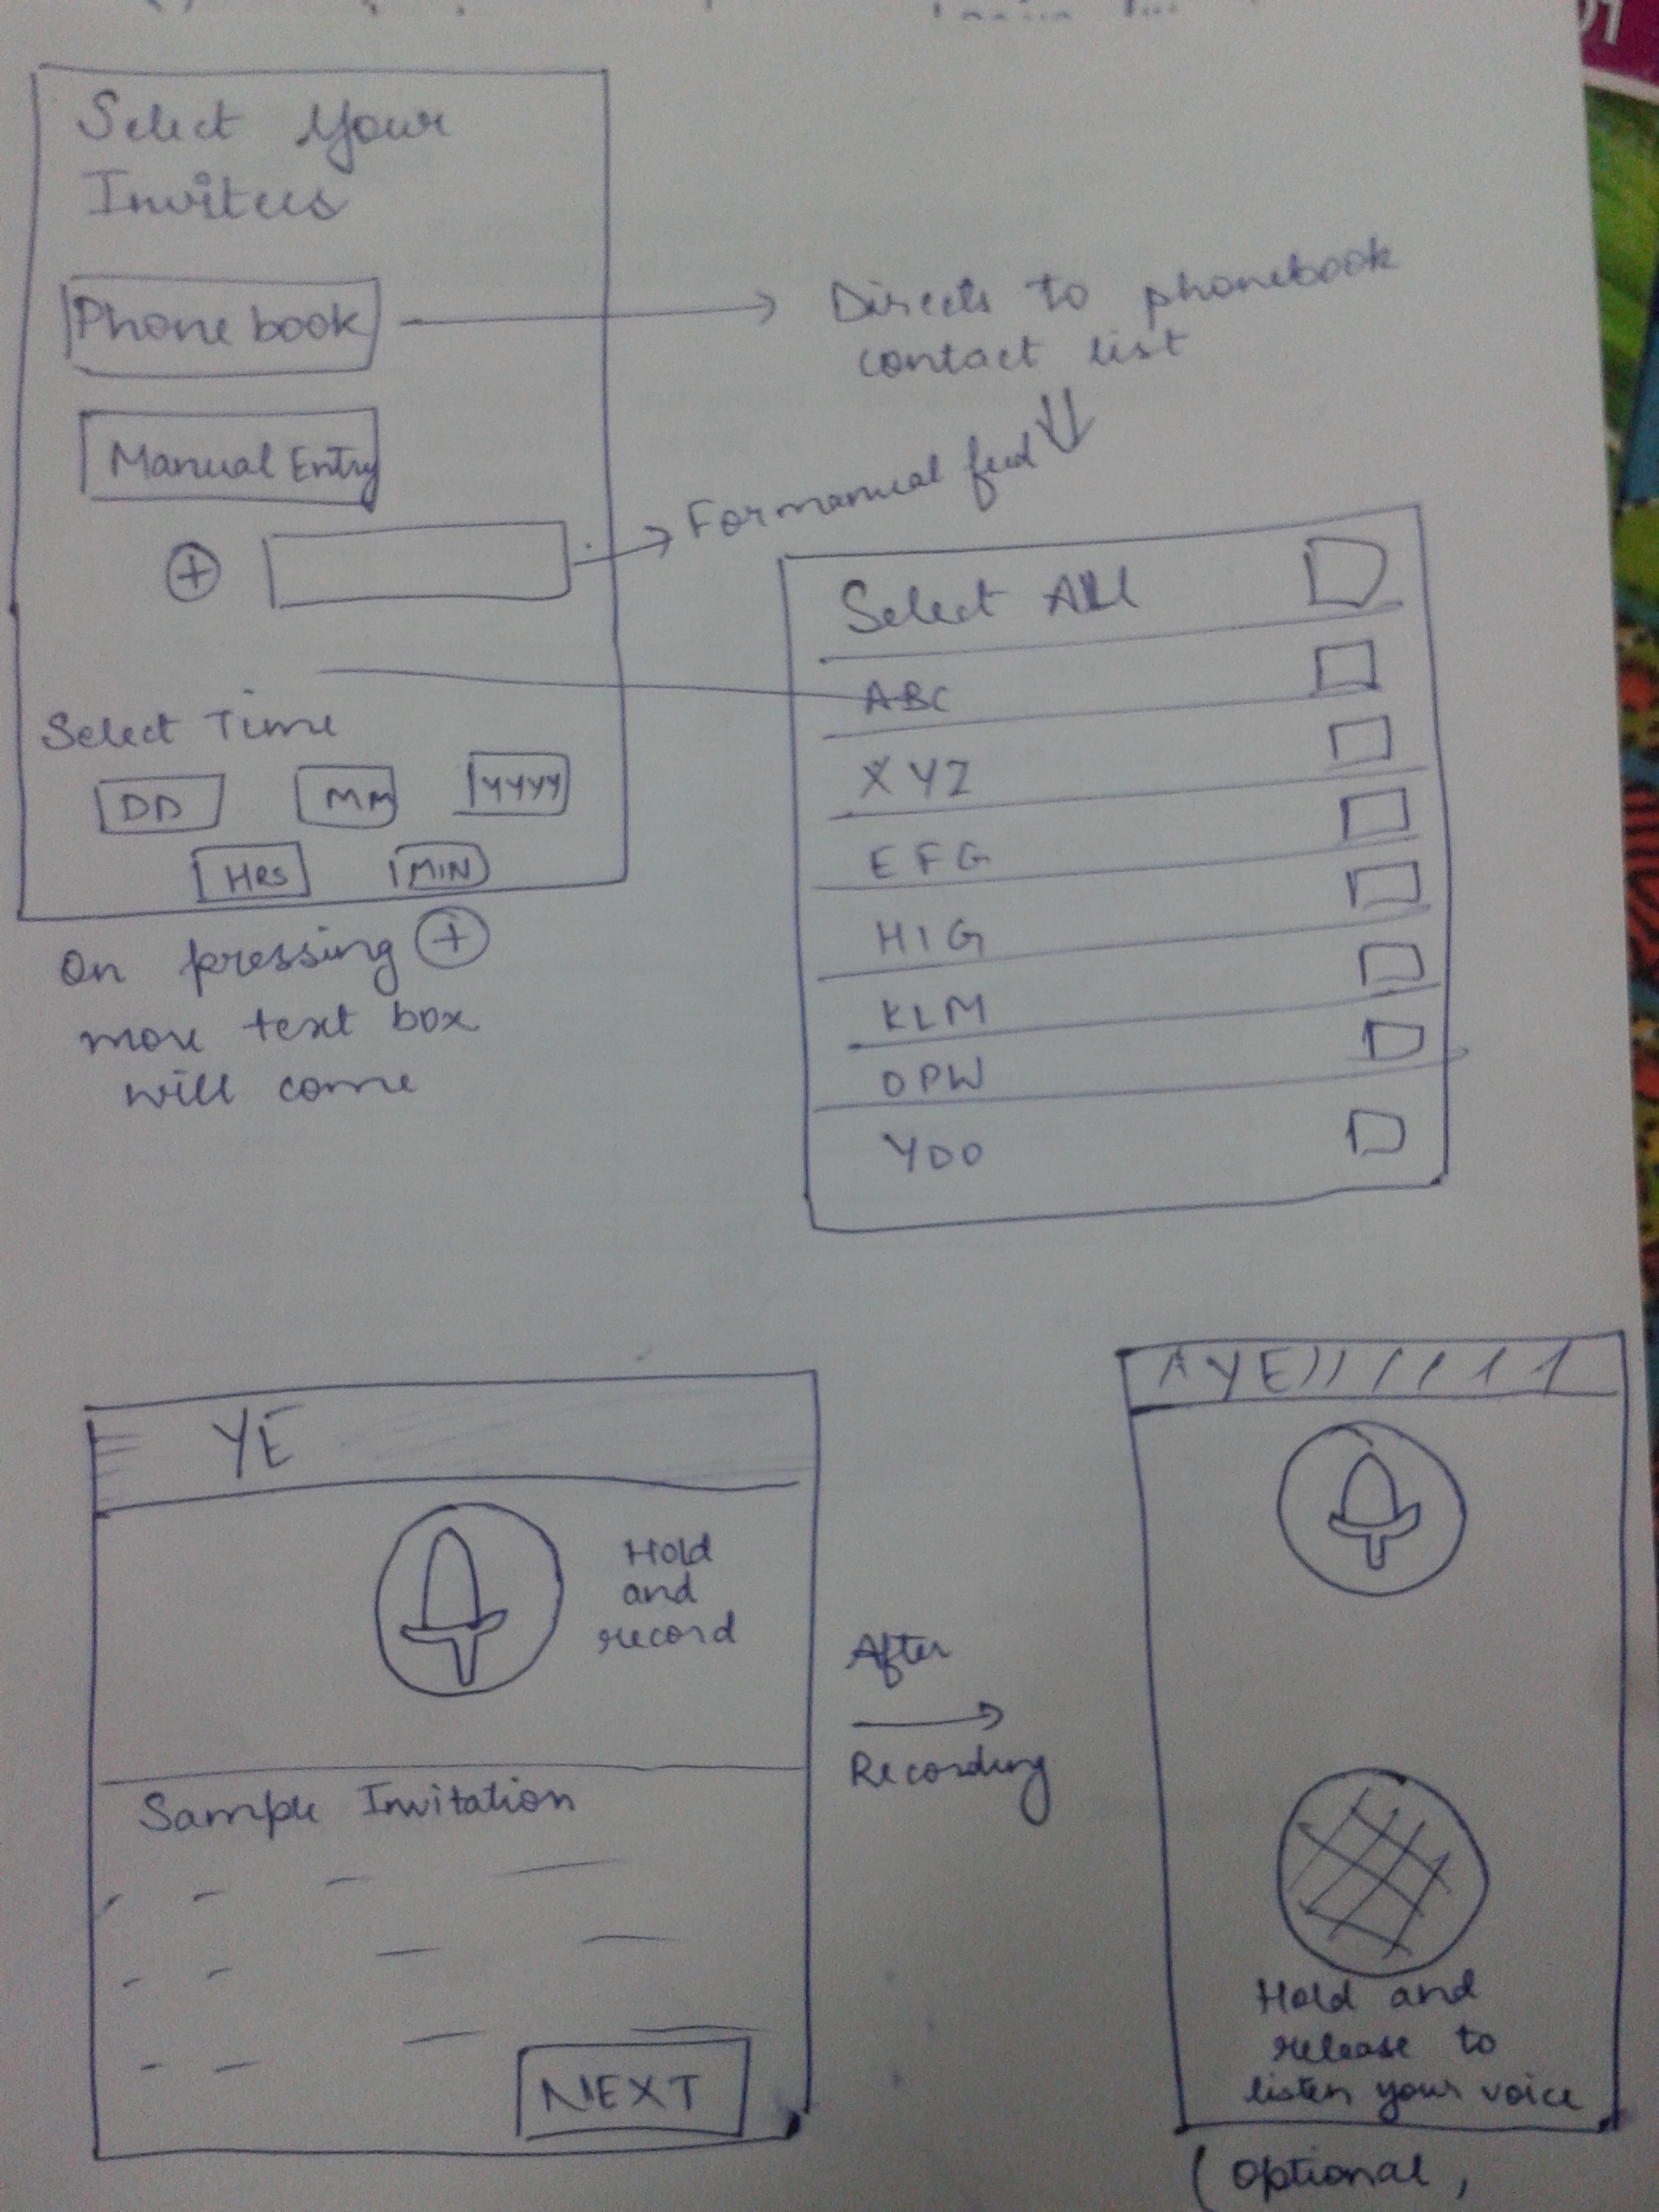 Select Your
Invitees
Phone book
Directs to phonebook
contact list
Manual Entry
For manual feed
+
Select All
ABC
XYZ
EFG
HIG
KLM
OPW
YDO
Select Time
DD MM YYYY
HRS MIN
On pressing +
more text box
will come
YE
Hold
and
record
Sample Invitation
NEXT
After
Recording
AYE
Hold and
release to
listen your voice
(Optional,